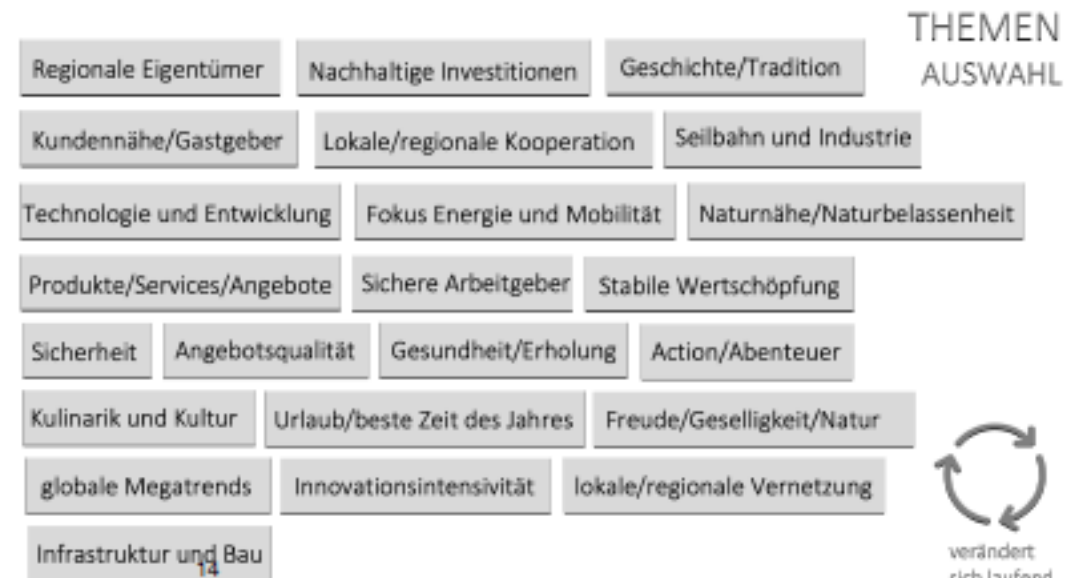 THEMEN
AUSWAHL
Regionale Eigentümer
Nachhaltige Investitionen
Geschichte/Tradition
Kundennähe/Gastgeber
Lokale/regionale Kooperation
Seilbahn und Industrie
Technologie und Entwicklung
Fokus Energie und Mobilität
Naturnähe/Naturbelassenheit
Produkte/Services/Angebote
Sichere Arbeitgeber
Stabile Wertschöpfung
Sicherheit
Angebotsqualität
Gesundheit/Erholung
Action/Abenteuer
Kulinarik und Kultur
Urlaub/beste Zeit des Jahres
Freude/Geselligkeit/Natur
globale Megatrends
Innovationsintensivität
lokale/regionale Vernetzung
Infrastruktur und Bau
14
verändert
sich laufend